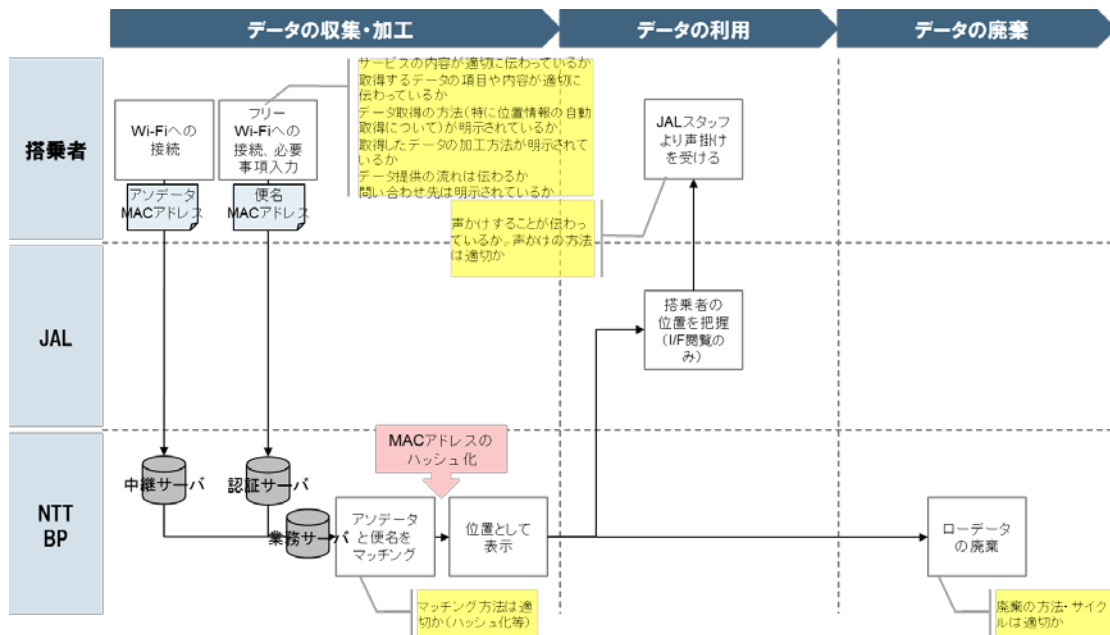 データの収集・加工
データの利用
データの廃棄
搭乗者
Wi-Fiへの
接続
アソデータ
MACアドレス
フリー
Wi-Fiへの
接続、必要
事項入力
便名
MACアドレス
サービスの内容が適切に伝わっているか
取得するデータの項目や内容が適切に
伝わっているか
データ取得の方法(特に位置情報の自動
取得について)が明示されているか
取得したデータの加工方法が明示されて
いるか
データ提供の流れは伝わるか
問い合わせ先は明示されているか
JALスタッフ
より声掛け
を受ける
声かけすることが伝わっ
ているか、声かけの方法
は適切か
JAL
搭乗者の
位置を把握
(I/F閲覧の
み)
NTT
BP
中継サーバ
認証サーバ
業務サーバ
MACアドレスの
ハッシュ化
アソデータ
と便名を
マッチング
位置として
表示
ローデータ
の廃棄
マッチング方法は適
切か(ハッシュ化等)
廃棄の方法・サイク
ルは適切か